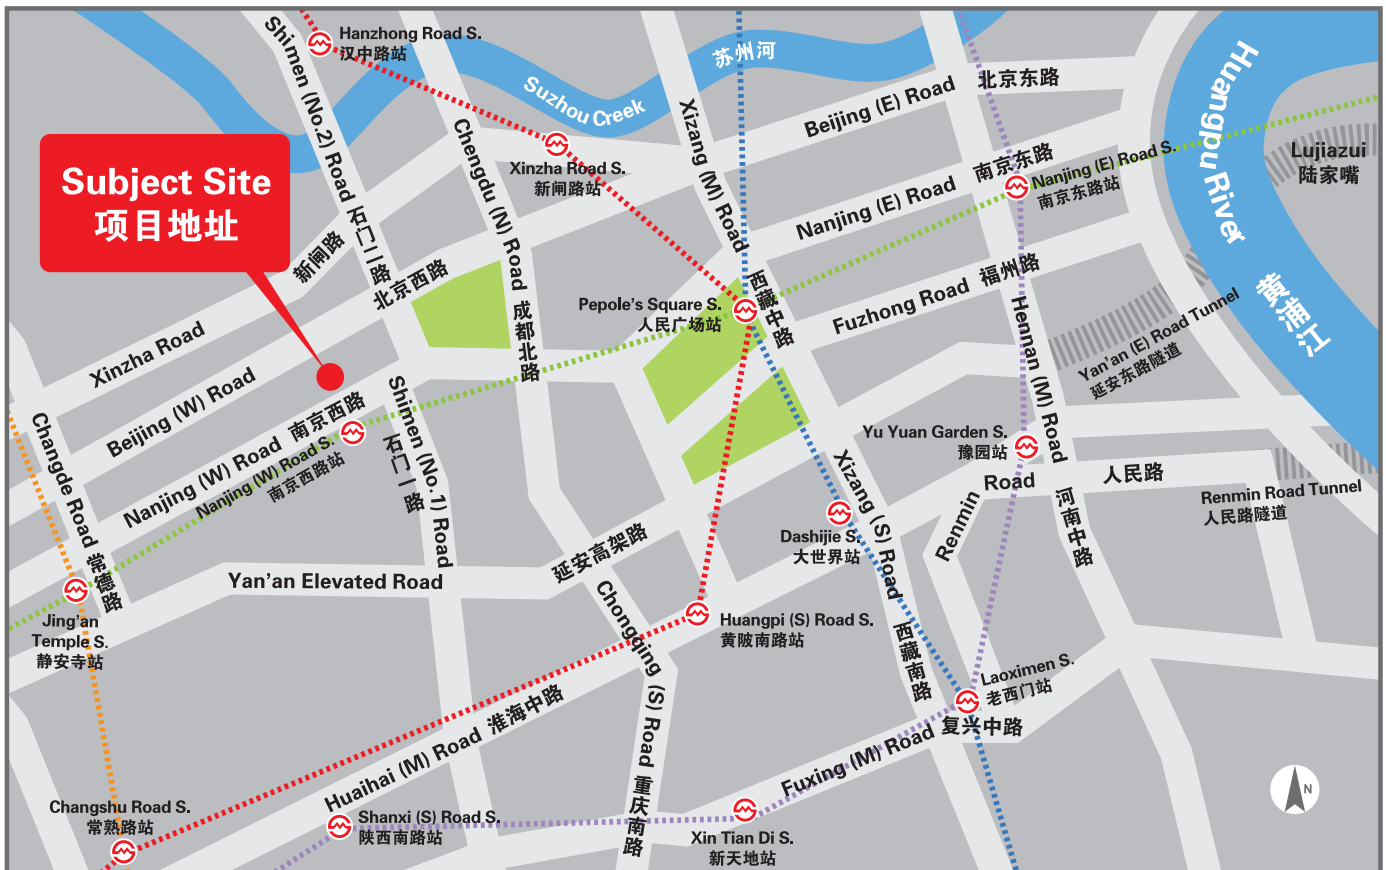 Hanzhong Road S.
汉中路站
Shimen (No.2) Road 石门二路
Suzhou Creek
苏州河
Chengdu (N) Road 成都北路
Xizang (M) Road 西藏中路
Beijing (E) Road 北京东路
Huangpu River 黄浦江
Subject Site
项目地址
Xinzha Road S.
新闸路站
Nanjing (E) Road 南京东路
Nanjing (E) Road S.
南京东路站
Lujiazui
陆家嘴
Xinzha Road 新闸路
Beijing (W) Road 北京西路
Pepole's Square S.
人民广场站
Fuzhong Road 福州路
Hennan (M) Road 河南中路
Yan'an (E) Road Tunnel
延安东路隧道
Changde Road 常德路
Nanjing (W) Road 南京西路
Nanjing (W) Road S.
南京西路站
Shimen (No.1) Road
石门一路
Yu Yuan Garden S.
豫园站
Renmin Road 人民路
Renmin Road Tunnel
人民路隧道
Xizang (S) Road 西藏南路
Dashijie S.
大世界站
Yan'an Elevated Road 延安高架路
Jing'an
Temple S.
静安寺站
Chongqing (S) Road 重庆南路
Huangpi (S) Road S.
黄陂南路站
Laoximen S.
老西门站
Huaihai (M) Road 淮海中路
Fuxing (M) Road 复兴中路
Changshu Road S.
常熟路站
Shanxi (S) Road S.
陕西南路站
Xin Tian Di S.
新天地站
N